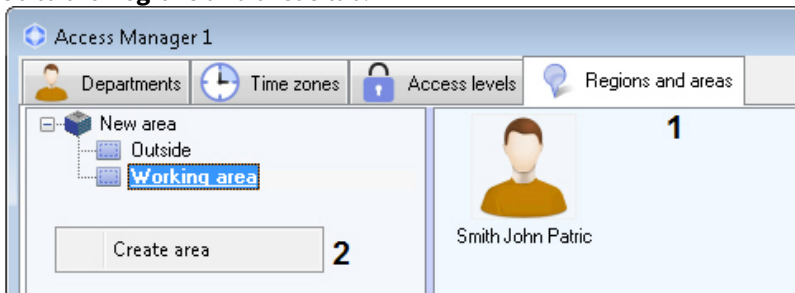 Access Manager 1
Departments Time zones Access levels Regions and areas
New area
Outside
Working area
1
Smith John Patric
Create area
2